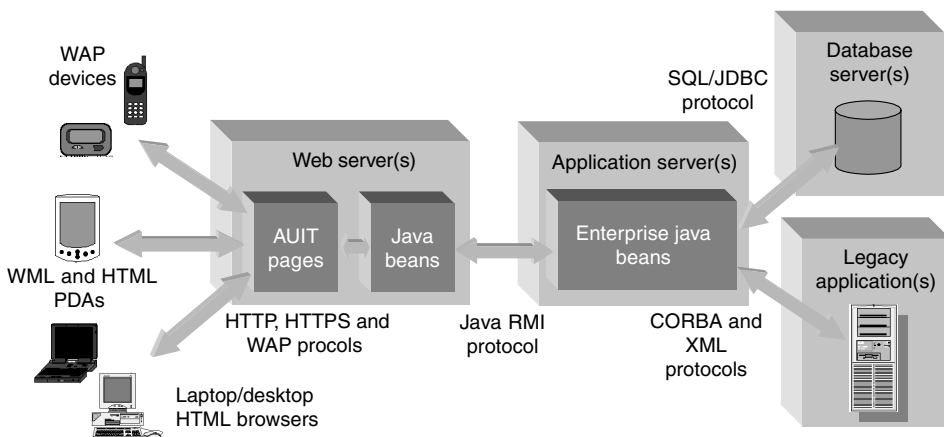 WAP
devices
Web server(s)
AUIT
pages
Java
beans
Application server(s)
Enterprise java
beans
SQL/JDBC
protocol
Database
server(s)
WML and HTML
PDAs
HTTP, HTTPS and
WAP procols
Java RMI
protocol
CORBA and
XML
protocols
Legacy
application(s)
Laptop/desktop
HTML browsers